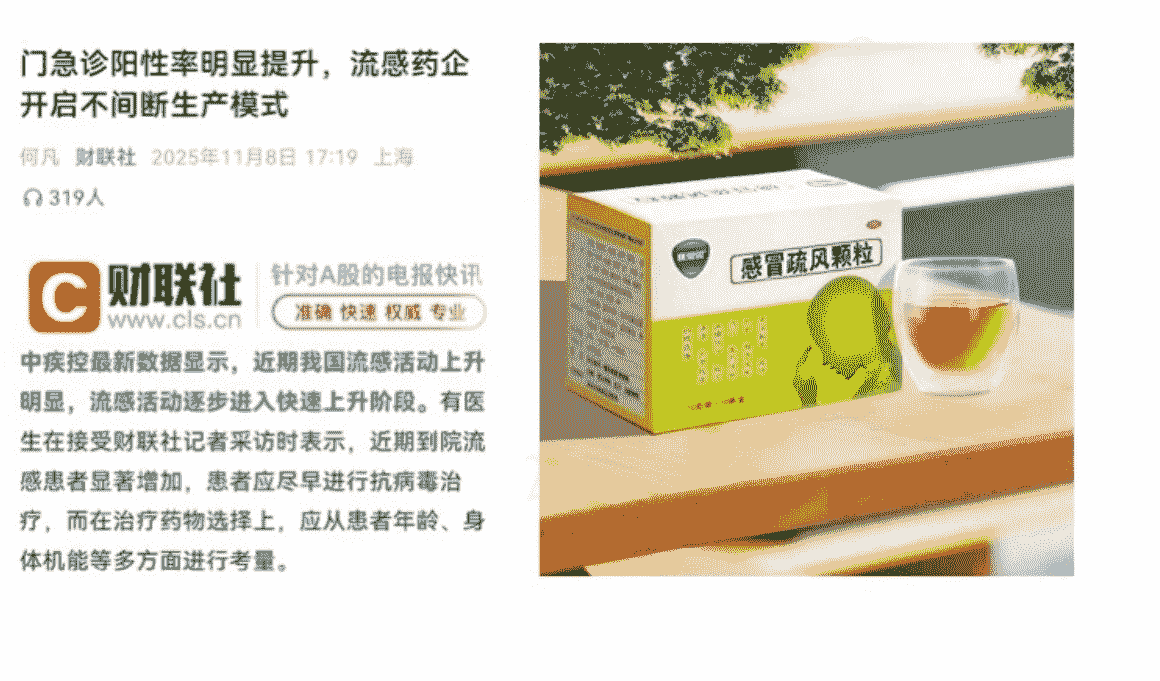 门急诊阳性率明显提升，流感药企
开启不间断生产模式
何凡 财联社 2025年11月8日 17:19 上海
319人
C 财联社
www.cls.cn
针对A股的电报快讯
准确 快速 权威 专业
中疾控最新数据显示，近期我国流感活动上升
明显，流感活动逐步进入快速上升阶段。有医
生在接受财联社记者采访时表示，近期到院流
感患者显著增加，患者应尽早进行抗病毒治
疗，而在治疗药物选择上，应从患者年龄、身
体机能等多方面进行考量。
感冒疏风颗粒